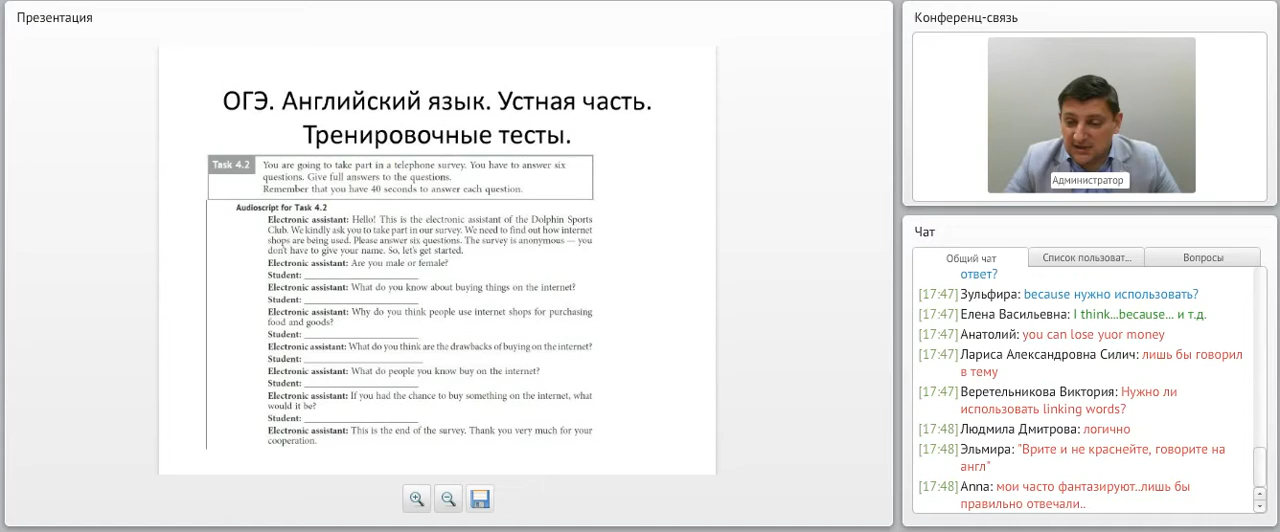 Презентация
ОГЭ. Английский язык. Устная часть.
Тренировочные тесты.
Task 4.2
You are going to take part in a telephone survey. You have to answer six
questions. Give full answers to the questions.
Remember that you have 40 seconds to answer each question.
Audioscript for Task 4.2
Electronic assistant: Hello! This is the electronic assistant of the Dolphin Sports
Club. We kindly ask you to take part in our survey. We need to find out how internet
shops are being used. Please answer six questions. The survey is anonymous — you
don't have to give your name. So, let's get started.
Electronic assistant: Are you male or female?
Student: ____________________
Electronic assistant: What do you know about buying things on the internet?
Student: ____________________
Electronic assistant: Why do you think people use internet shops for purchasing
food and goods?
Student: ____________________
Electronic assistant: What do you think are the drawbacks of buying on the internet?
Student: ____________________
Electronic assistant: What do people you know buy on the internet?
Student: ____________________
Electronic assistant: If you had the chance to buy something on the internet, what
would it be?
Student: ____________________
Electronic assistant: This is the end of the survey. Thank you very much for your
cooperation.
Конференц-связь
Администратор
Чат
Общий чат
Список пользоват...
Вопросы
ответ?
[17:47] Зульфира: because нужно использовать?
[17:47] Елена Васильевна: I think...because... и т.д.
[17:47] Анатолий: you can lose yuor money
[17:47] Лариса Александровна Силич: лишь бы говорил
в тему
[17:47] Веретельникова Виктория: Нужно ли
использовать linking words?
[17:48] Людмила Дмитрова: логично
[17:48] Эльмира: "Врите и не краснейте, говорите на
англ"
[17:48] Anna: мои часто фантазируют..лишь бы
правильно отвечали..